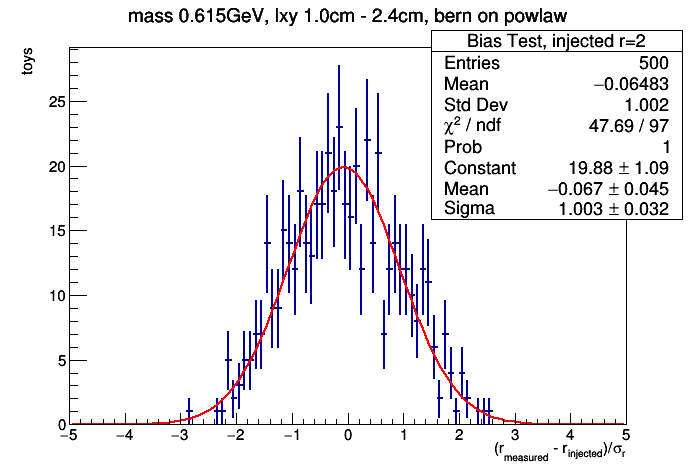 mass 0.615GeV, lxy 1.0cm - 2.4cm, bern on powlaw
toys
Bias Test, injected r=2
Entries 500
Mean −0.06483
Std Dev 1.002
χ² / ndf 47.69 / 97
Prob 1
Constant 19.88 ± 1.09
Mean −0.067 ± 0.045
Sigma 1.003 ± 0.032
25
20
15
10
5
0
−5 −4 −3 −2 −1 0 1 2 3 4 5
(r_measured - r_injected)/σ_r